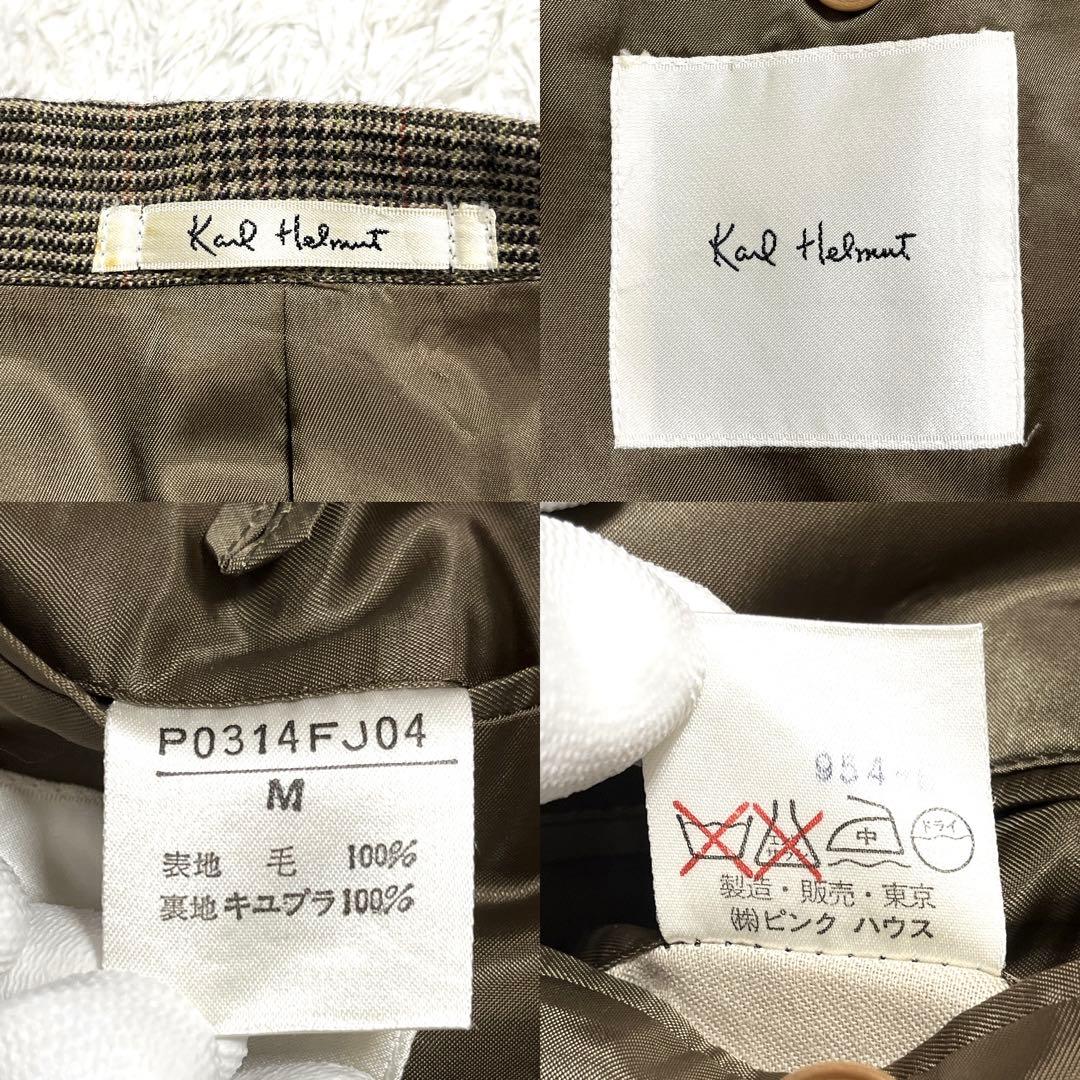 Karl Helmut
Karl Helmut
P0314FJ04
M
表地 毛 100%
裏地 キユプラ 100%
中
ドライ
製造・販売・東京
(株)ピンク ハウス